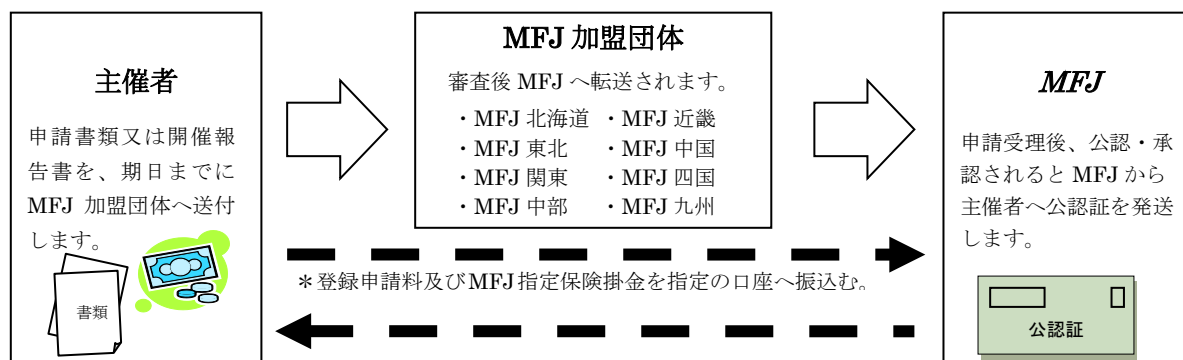 主催者
申請書類又は開催報
告書を、期日までに
MFJ 加盟団体へ送付
します。
書類
MFJ 加盟団体
審査後 MFJ へ転送されます。
・MFJ 北海道 ・MFJ 近畿
・MFJ 東北 ・MFJ 中国
・MFJ 関東 ・MFJ 四国
・MFJ 中部 ・MFJ 九州
＊登録申請料及びMFJ指定保険掛金を指定の口座へ振込む。
MFJ
申請受理後、公認・承
認されると MFJ から
主催者へ公認証を発送
します。
公認証